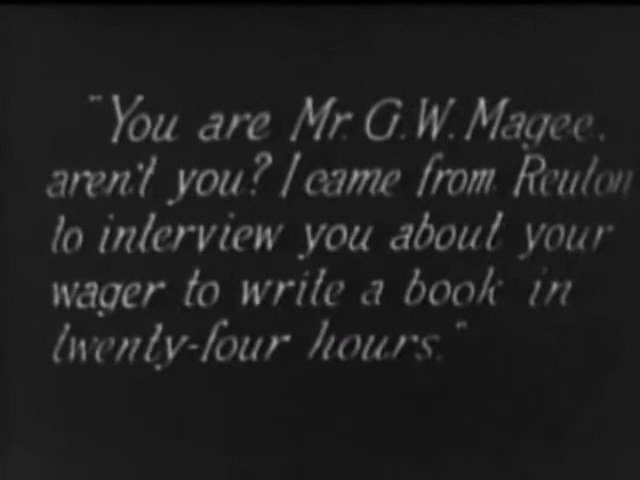 "You are Mr. G. W. Magee,
aren't you? I came from Reuton
to interview you about your
wager to write a book in
twenty-four hours."